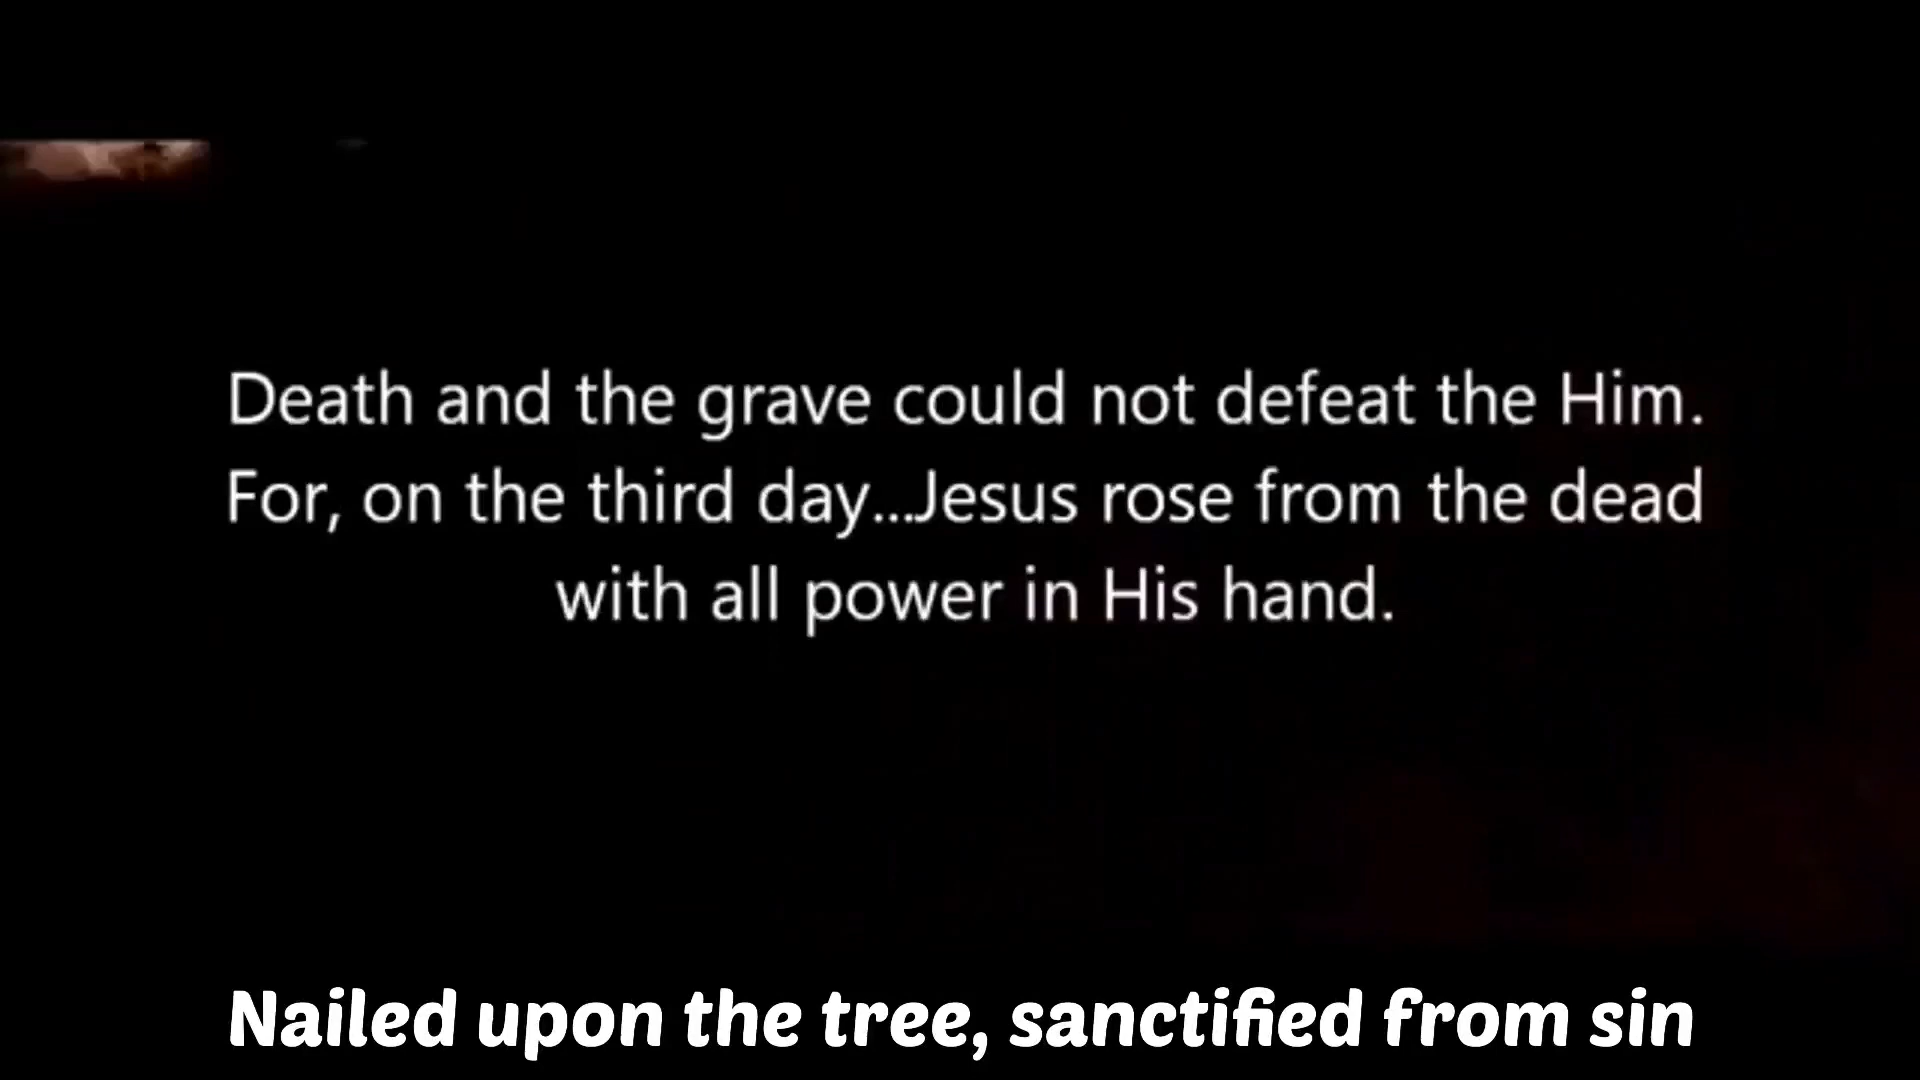 Death and the grave could not defeat the Him.
For, on the third day...Jesus rose from the dead
with all power in His hand.
Nailed upon the tree, sanctified from sin